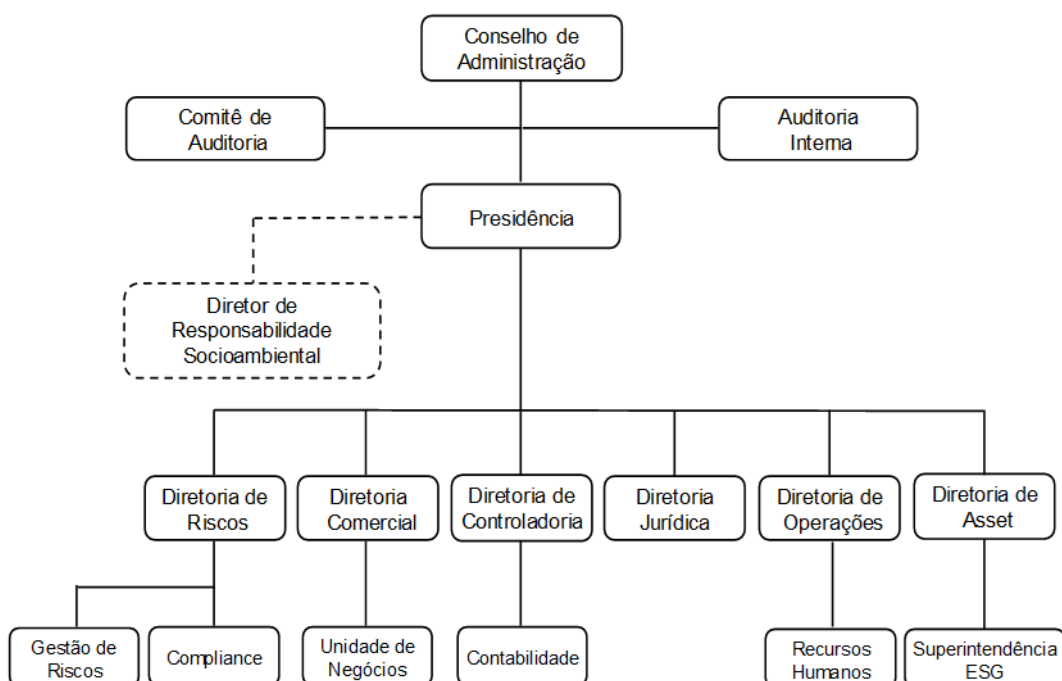 Conselho de
Administração
Comitê de
Auditoria
Auditoria
Interna
Presidência
Diretor de
Responsabilidade
Socioambiental
Diretoria de
Riscos
Diretoria
Comercial
Diretoria de
Controladoria
Diretoria
Jurídica
Diretoria de
Operações
Diretoria de
Asset
Gestão de
Riscos
Compliance
Unidade de
Negócios
Contabilidade
Recursos
Humanos
Superintendência
ESG